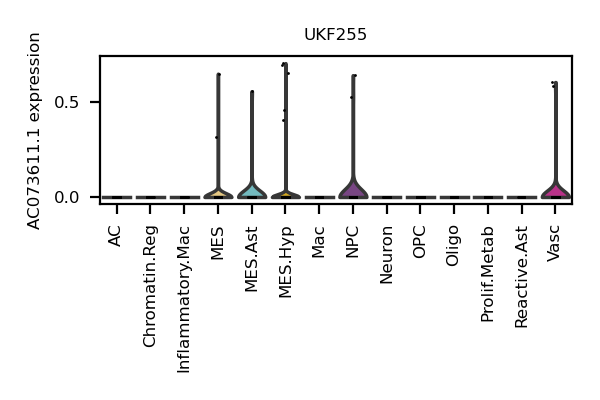 UKF255
AC073611.1 expression
0.5
0.0
AC
Chromatin.Reg
Inflammatory.Mac
MES
MES.Ast
MES.Hyp
Mac
NPC
Neuron
OPC
Oligo
Prolif.Metab
Reactive.Ast
Vasc